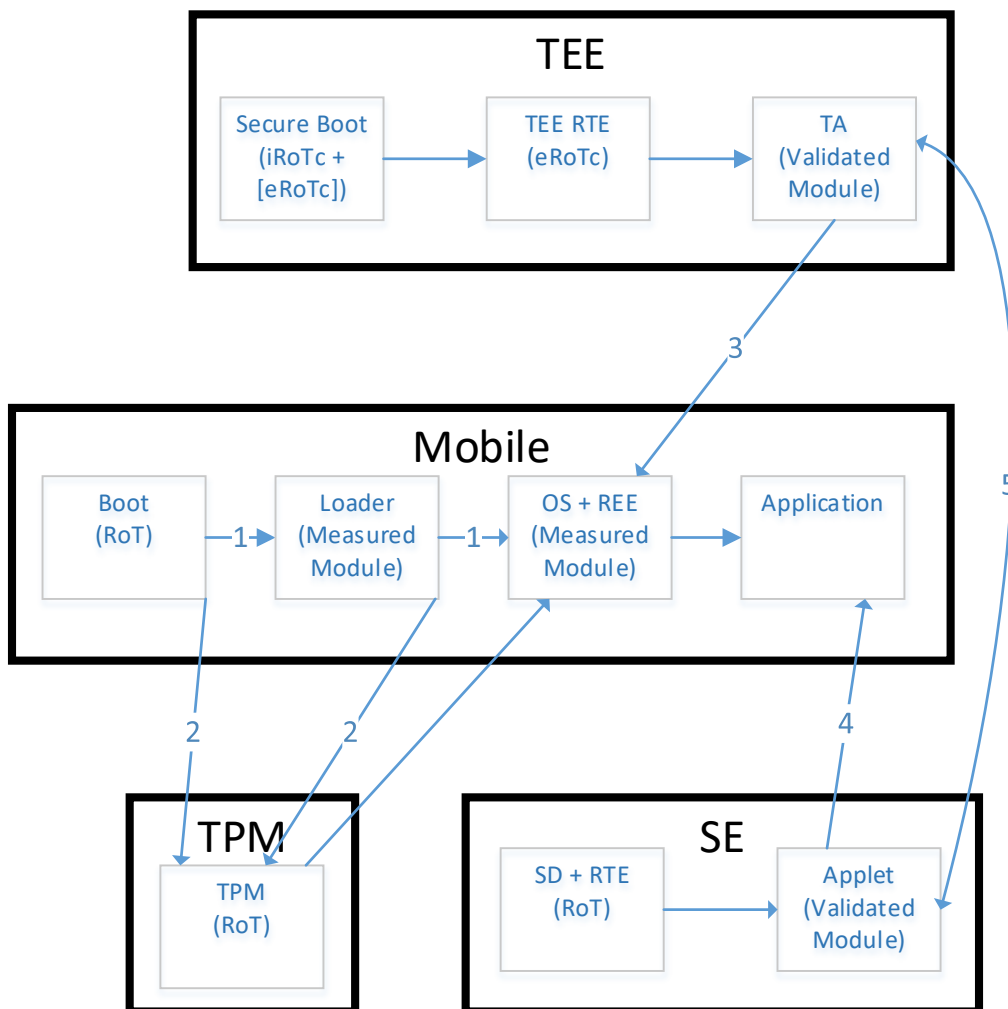 TEE
Secure Boot
(iRoTc +
[eRoTc])
TEE RTE
(eRoTc)
TA
(Validated
Module)
3
5
Mobile
Boot
(RoT)
1
Loader
(Measured
Module)
1
OS + REE
(Measured
Module)
Application
2
2
4
TPM
TPM
(RoT)
SE
SD + RTE
(RoT)
Applet
(Validated
Module)